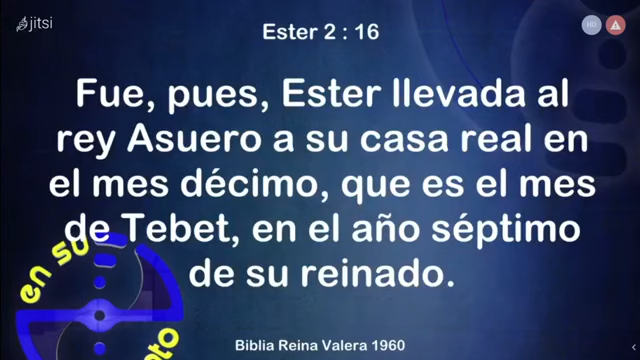 jitsi
HD
Ester 2 : 16
Fue, pues, Ester llevada al
rey Asuero a su casa real en
el mes décimo, que es el mes
de Tebet, en el año séptimo
de su reinado.
en su
Biblia Reina Valera 1960